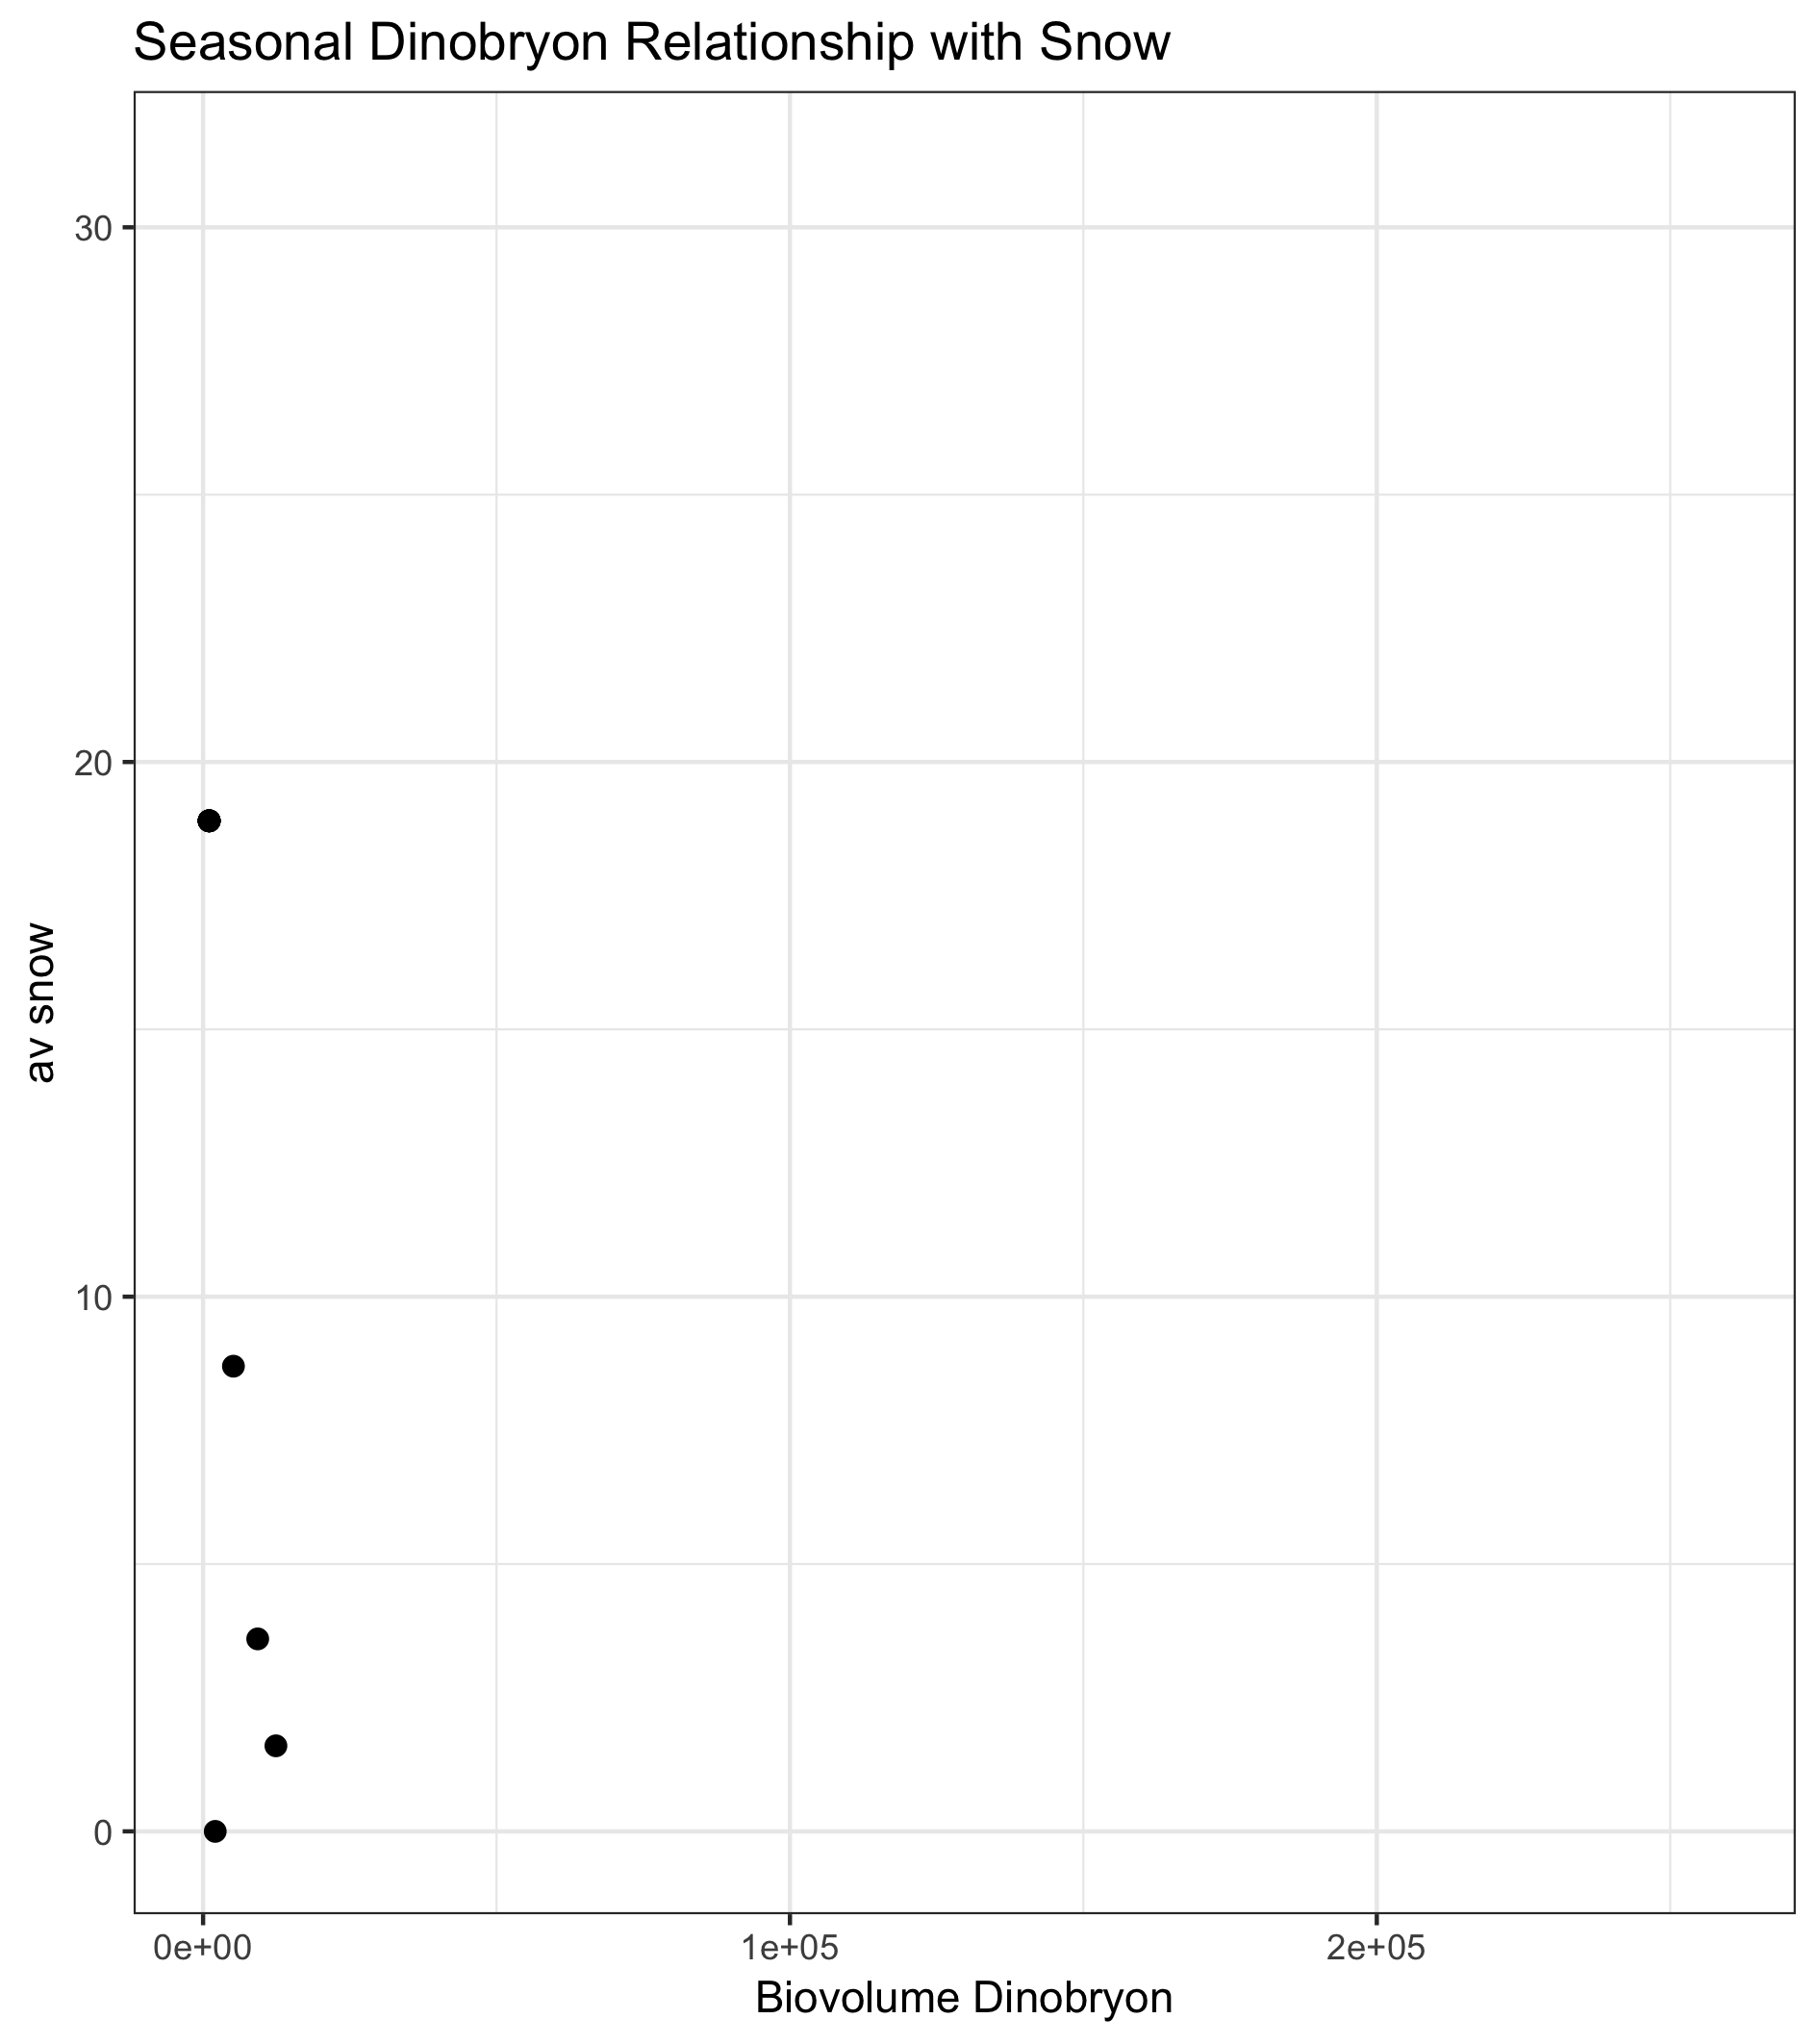 Seasonal Dinobryon Relationship with Snow
30
20
10
0
av snow
0e+00 1e+05 2e+05
Biovolume Dinobryon